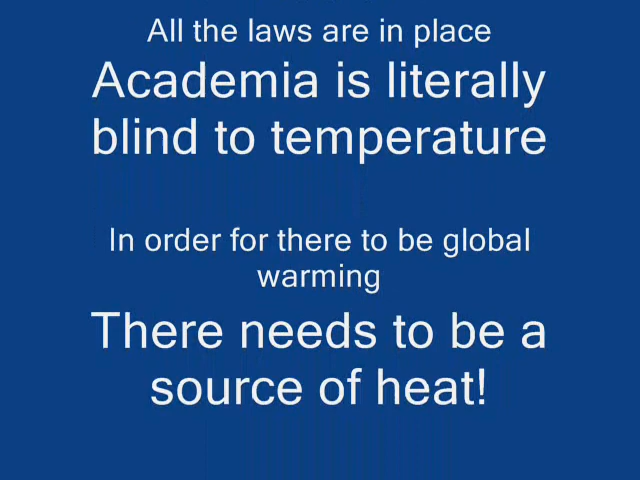 All the laws are in place
Academia is literally
blind to temperature
In order for there to be global
warming
There needs to be a
source of heat!